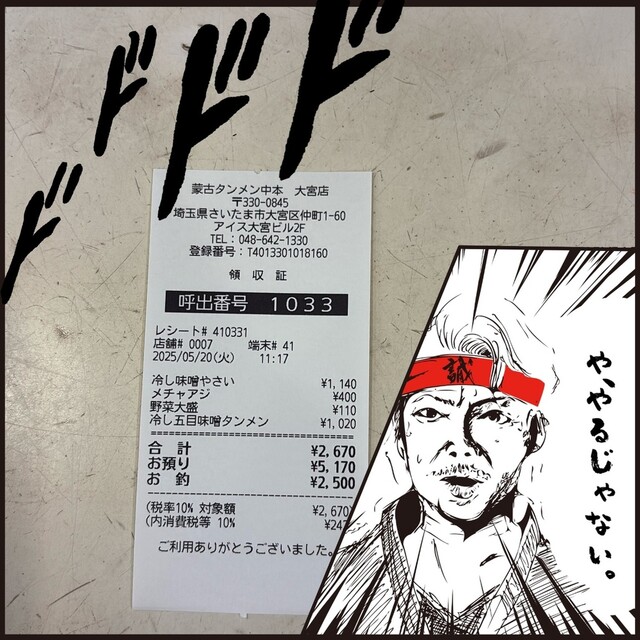 ド
ド
ド
ド
ド
蒙古タンメン中本 大宮店
〒330-0845
埼玉県さいたま市大宮区仲町1-60
アイス大宮ビル2F
TEL:048-642-1330
登録番号:T4013301018160
領収証
呼出番号 1033
レシート# 410331
店舗# 0007 端末# 41
2025/05/20(火) 11:17
冷し味噌やさい ¥1,140
メチャアジ ¥400
野菜大盛 ¥110
冷し五目味噌タンメン ¥1,020
合計 ¥2,670
お預り ¥5,170
お釣 ¥2,500
(税率10% 対象額 ¥2,670)
(内消費税等 10% ¥242
ご利用ありがとうございました。
誠
や、やるじゃない。